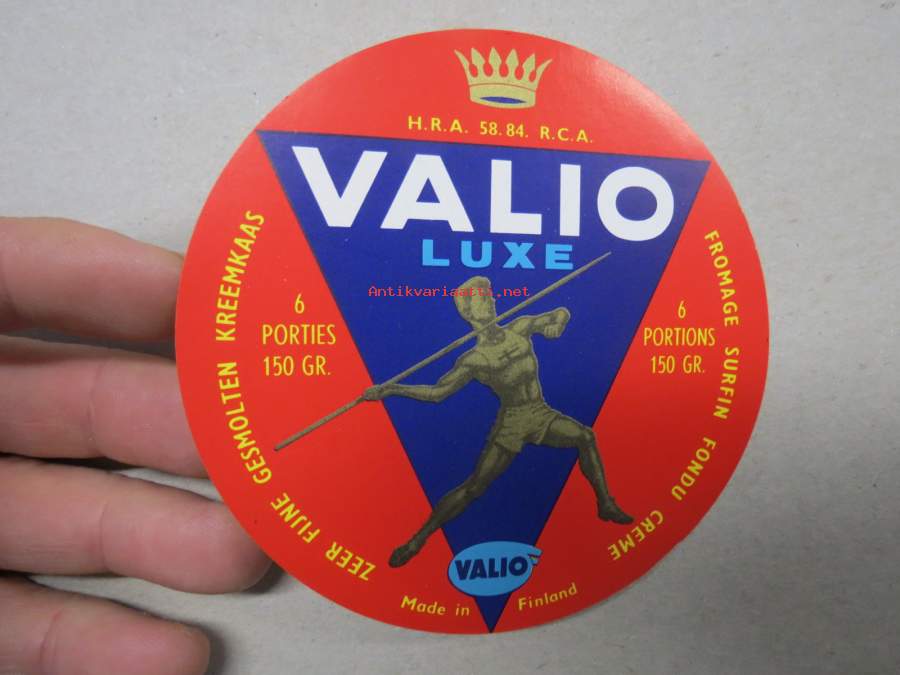 H.R.A. 58.84. R.C.A.
VALIO
LUXE
Antikvariaatti.net
ZEER FIJNE GESMOLTEN KREEMKAAS
6
PORTIES
150 GR.
6
PORTIONS
150 GR.
FROMAGE SURFIN FONDU CREME
VALIO
Made in Finland